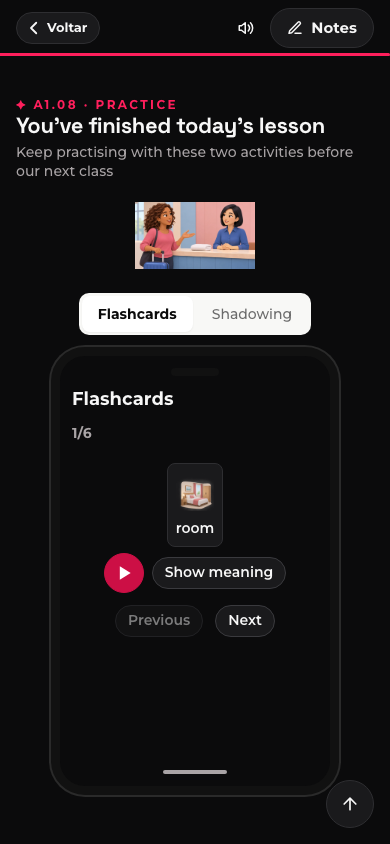 Voltar
Notes
A1.08 · PRACTICE
You've finished today's lesson
Keep practising with these two activities before
our next class
Flashcards
Shadowing
Flashcards
1/6
room
Show meaning
Previous
Next